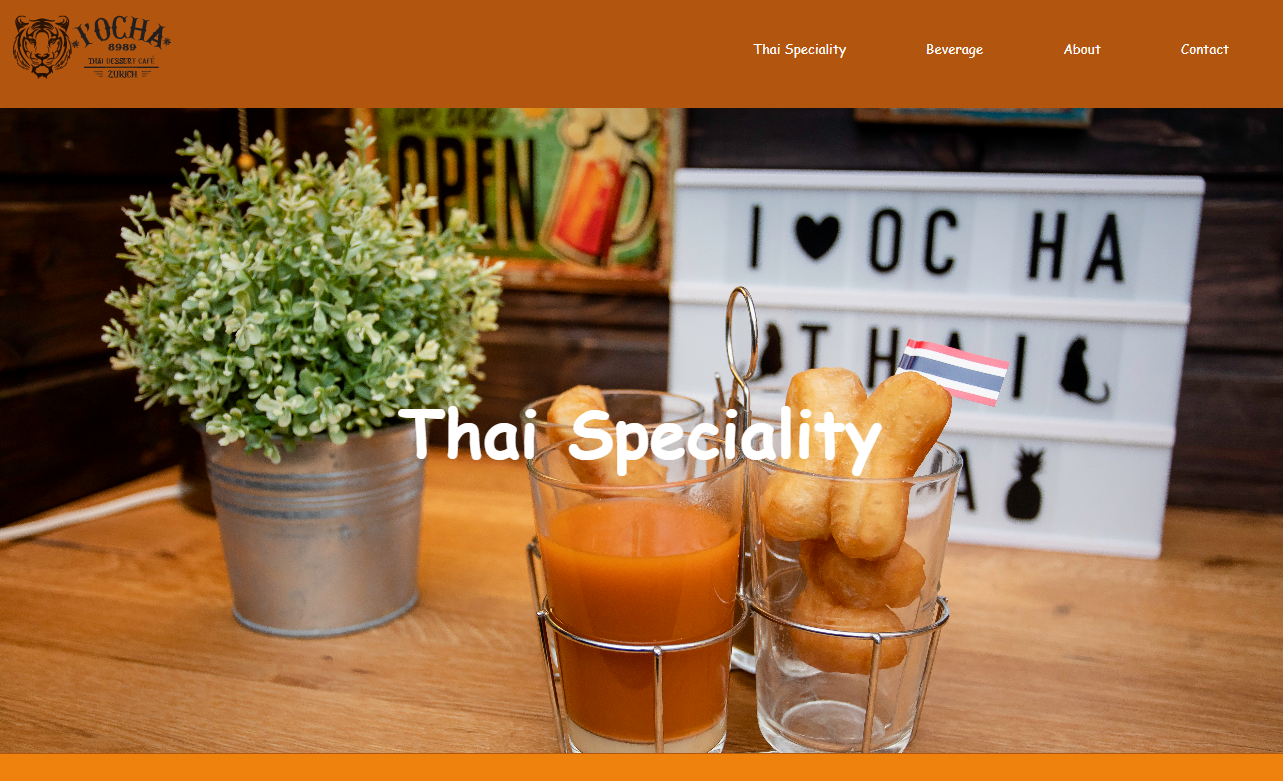 I'OCHA
8989
THAI DESSERT CAFÉ
ZURICH
Thai Speciality
Beverage
About
Contact
OPEN
I ♥ OC HA
THAI
Thai Speciality
A